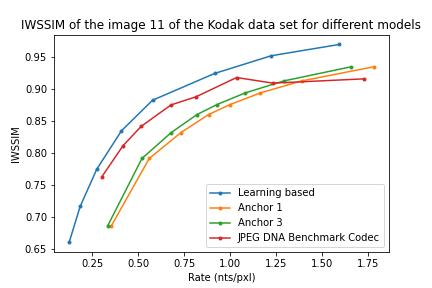 IWSSIM of the image 11 of the Kodak data set for different models
0.95
0.90
0.85
0.80
0.75
0.70
0.65
IWSSIM
Learning based
Anchor 1
Anchor 3
JPEG DNA Benchmark Codec
0.25 0.50 0.75 1.00 1.25 1.50 1.75
Rate (nts/pxl)